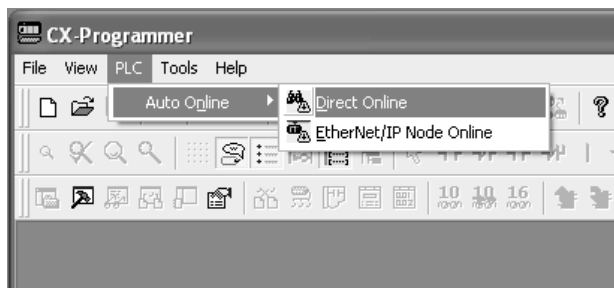 CX-Programmer
File View PLC Tools Help
Auto Online
Direct Online
EtherNet/IP Node Online
10 10 16